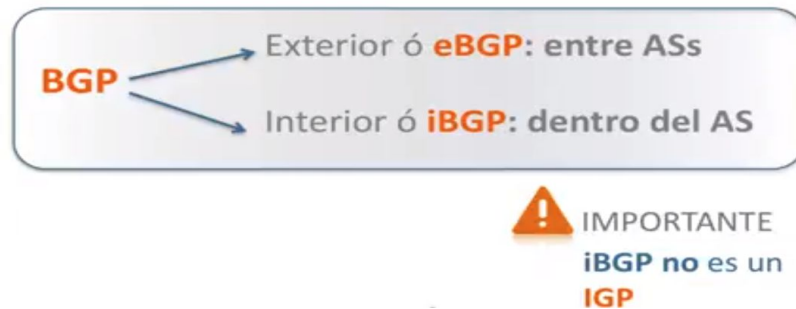 BGP
Exterior ó eBGP: entre ASs
Interior ó iBGP: dentro del AS
IMPORTANTE
iBGP no es un
IGP